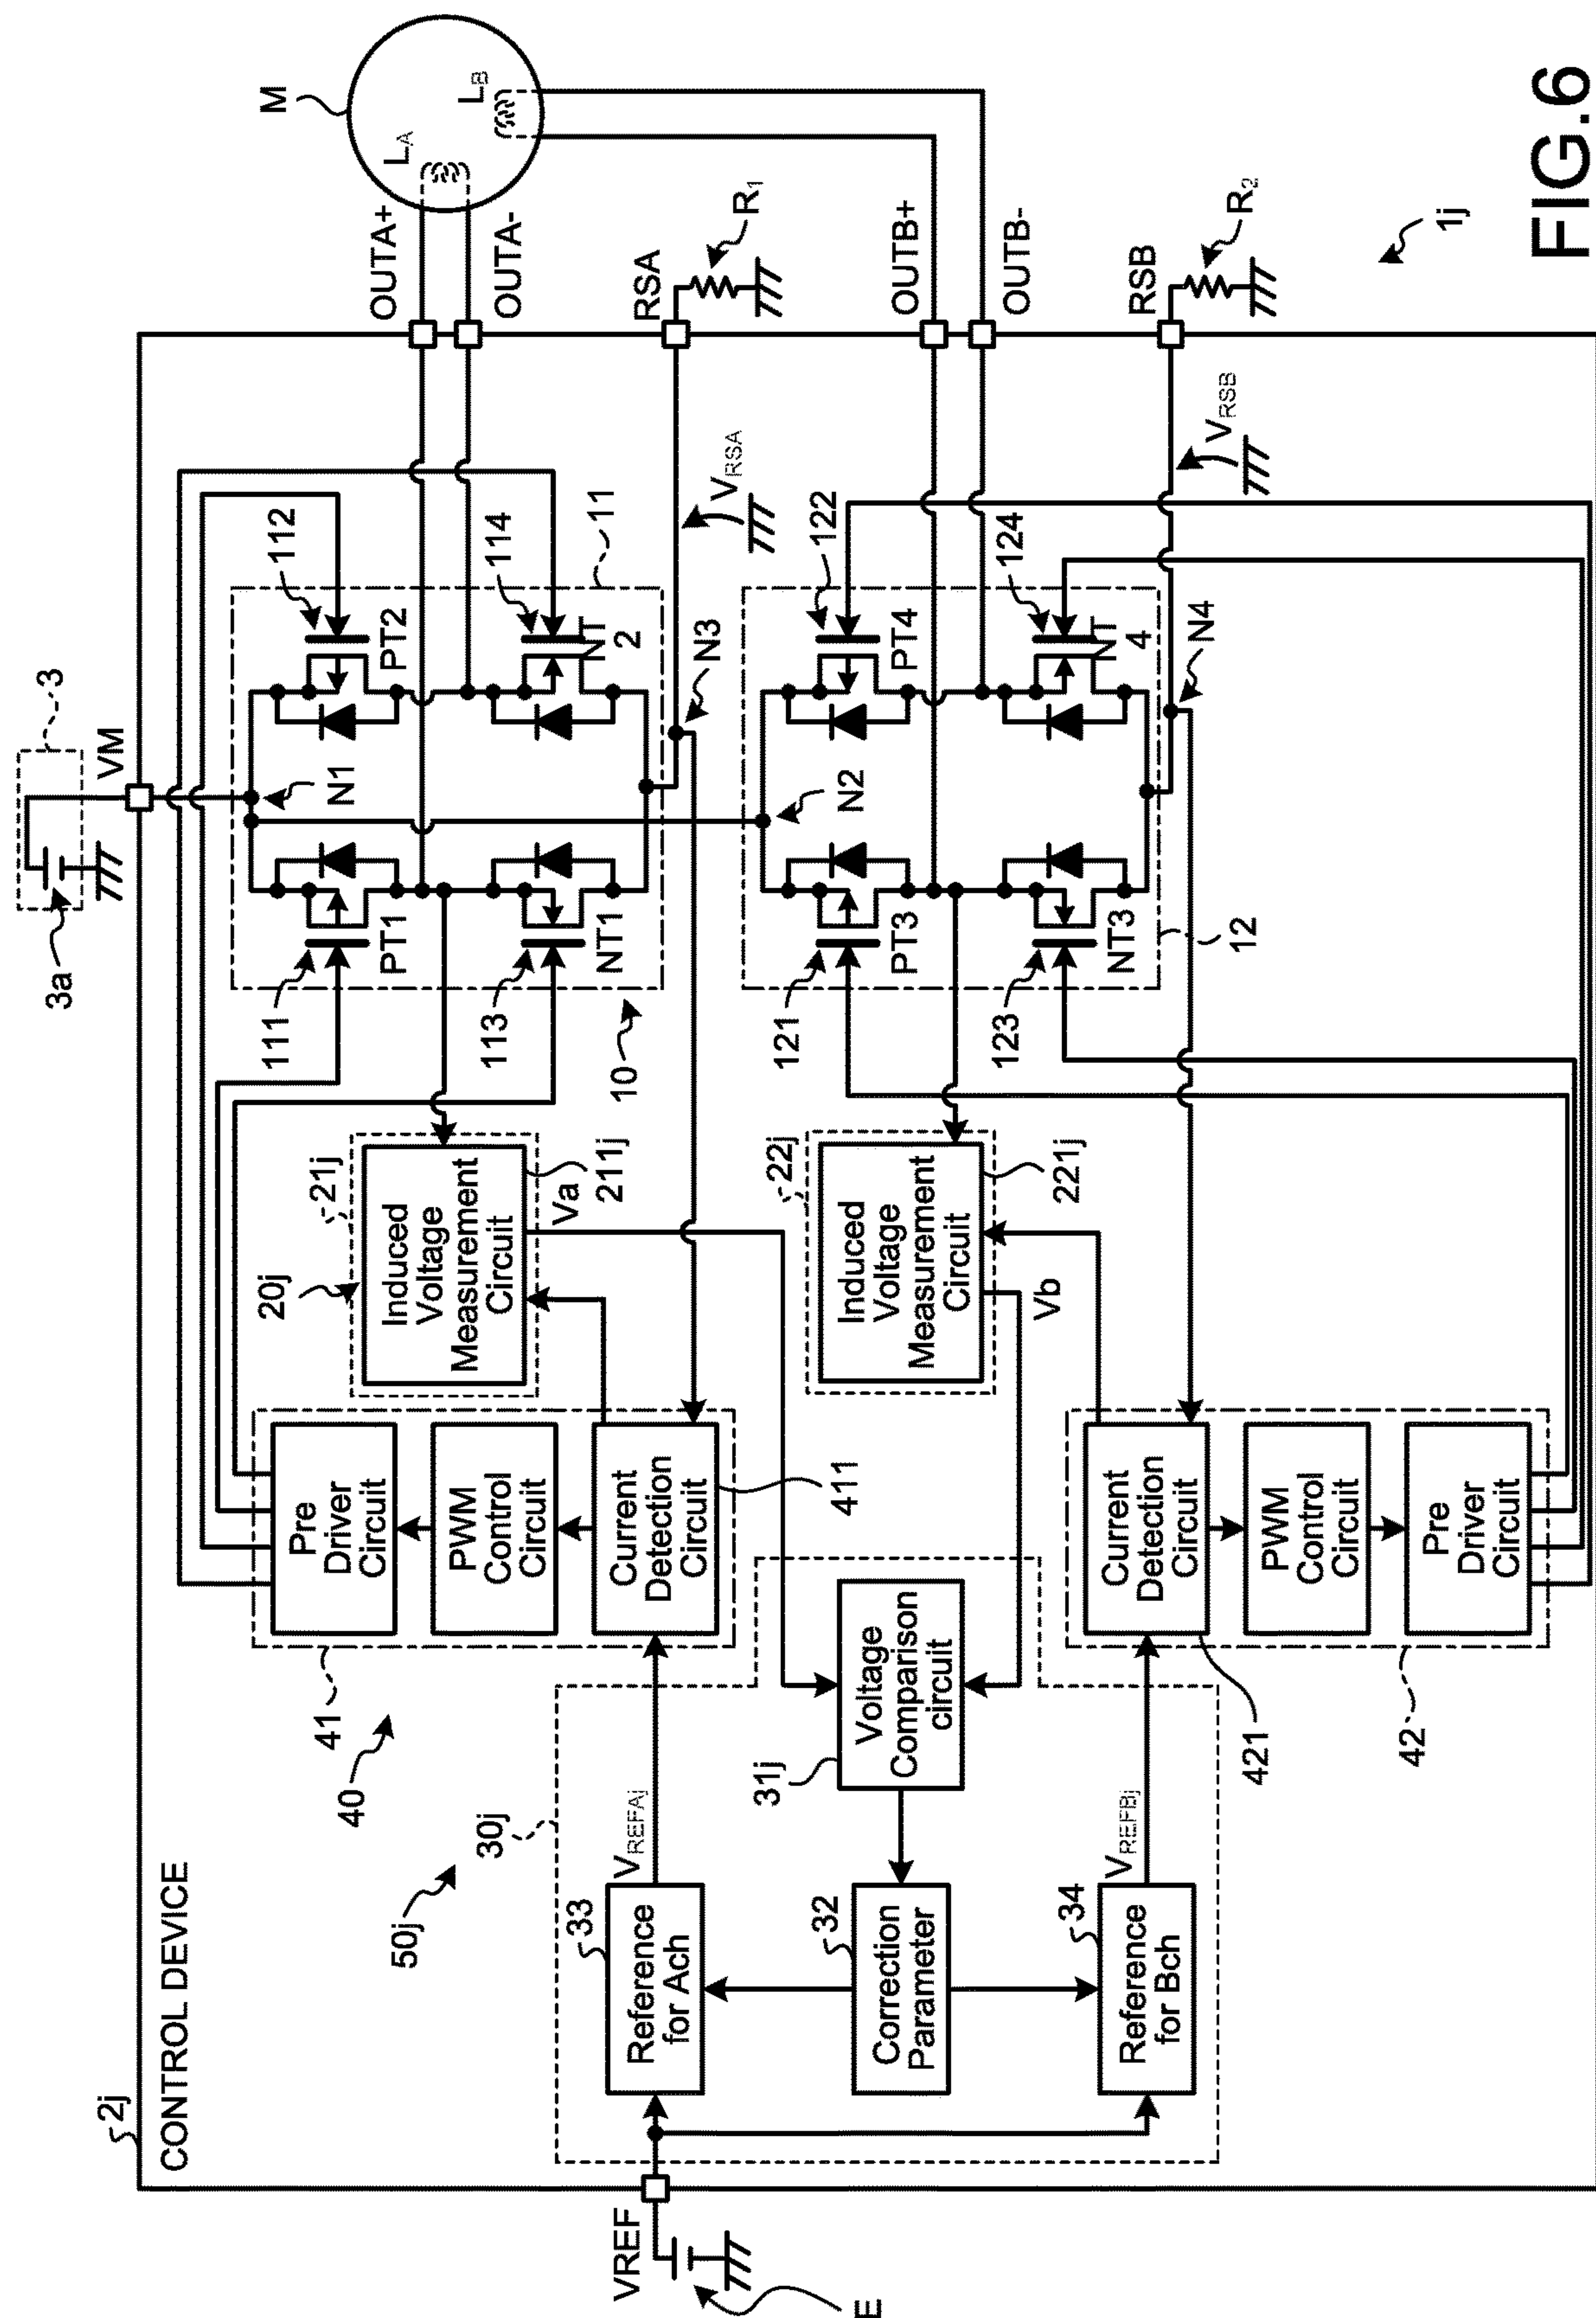 FIG.6
1j
2j
CONTROL DEVICE
VREF
E
50j
30j
33
Reference
for Ach
VREFAj
32
Correction
Parameter
34
Reference
for Bch
VREFBj
31j
Voltage
Comparison
circuit
40
41
Pre
Driver
Circuit
PWM
Control
Circuit
Current
Detection
Circuit
411
Current
Detection
Circuit
421
PWM
Control
Circuit
Pre
Driver
Circuit
42
20j
21j
Induced
Voltage
Measurement
Circuit
211j
Va
22j
Induced
Voltage
Measurement
Circuit
221j
Vb
3
3a
VM
10
11
111
PT1
112
PT2
113
NT1
114
NT
2
N1
N3
VRSA
12
121
PT3
122
PT4
123
NT3
124
NT
4
N2
N4
VRSB
OUTA+
OUTA-
RSA
R1
OUTB+
OUTB-
RSB
R2
M
LA
LB